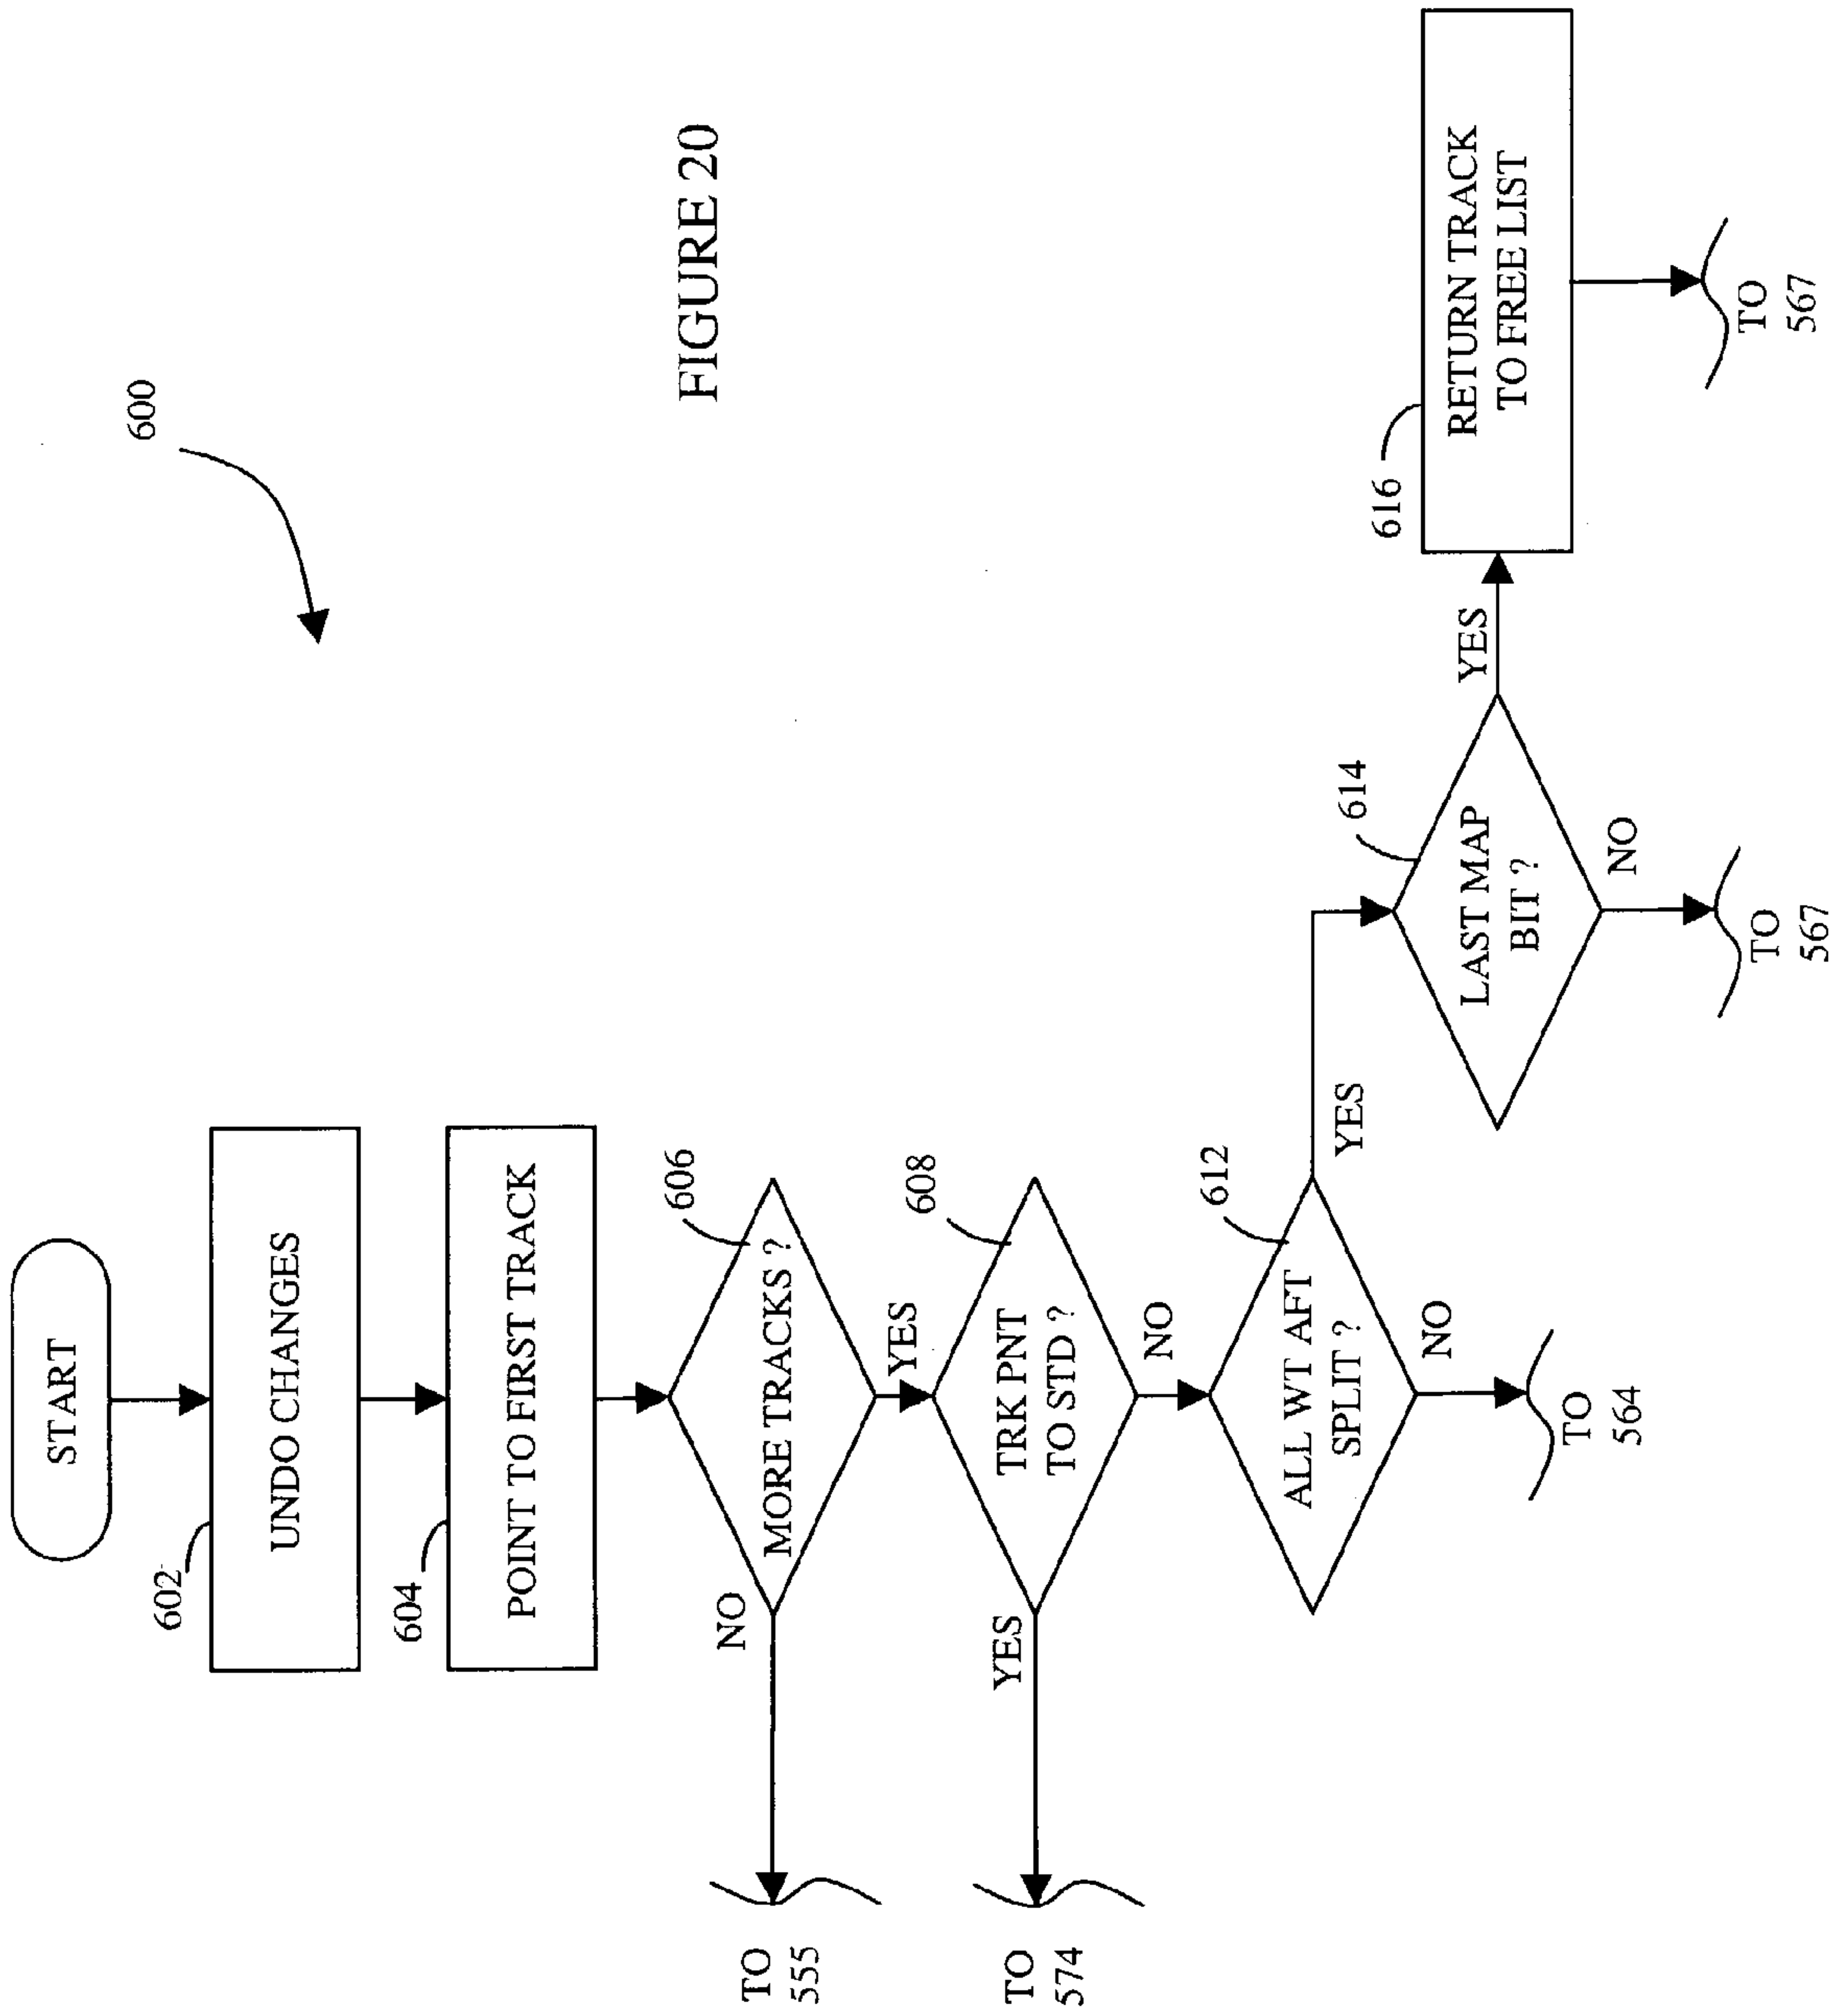 600
FIGURE 20
START
602
UNDO CHANGES
604
POINT TO FIRST TRACK
606
MORE TRACKS ?
NO
TO
555
YES
608
TRK PNT
TO STD ?
YES
TO
574
NO
612
ALL WT AFT
SPLIT ?
NO
TO
564
YES
614
LAST MAP
BIT ?
NO
TO
567
YES
616
RETURN TRACK
TO FREE LIST
TO
567